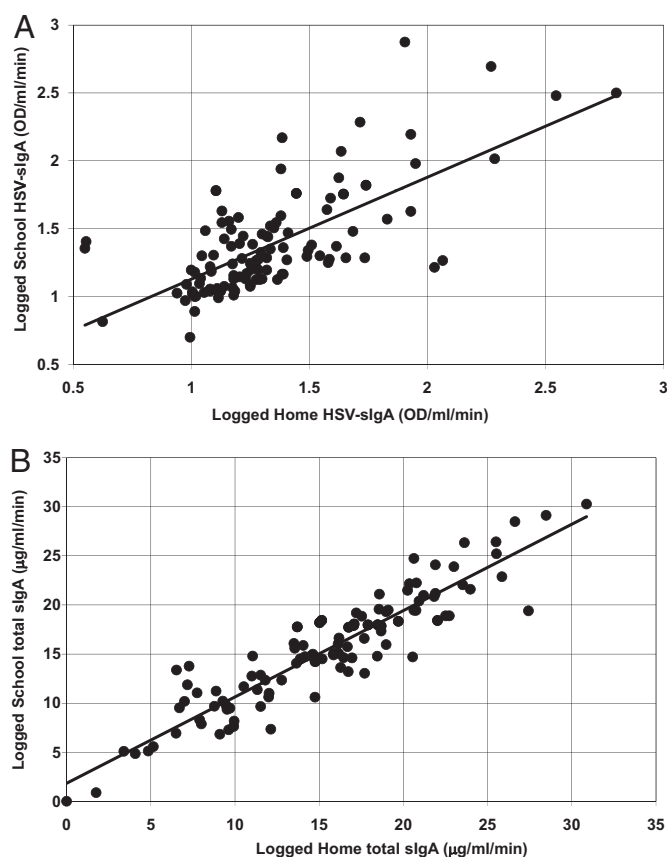 A
3
2.5
2
1.5
1
0.5
Logged School HSV-sIgA (OD/ml/min)
0.5 1 1.5 2 2.5 3
Logged Home HSV-sIgA (OD/ml/min)
B
35
30
25
20
15
10
5
0
Logged School total sIgA (µg/ml/min)
0 5 10 15 20 25 30 35
Logged Home total sIgA (µg/ml/min)